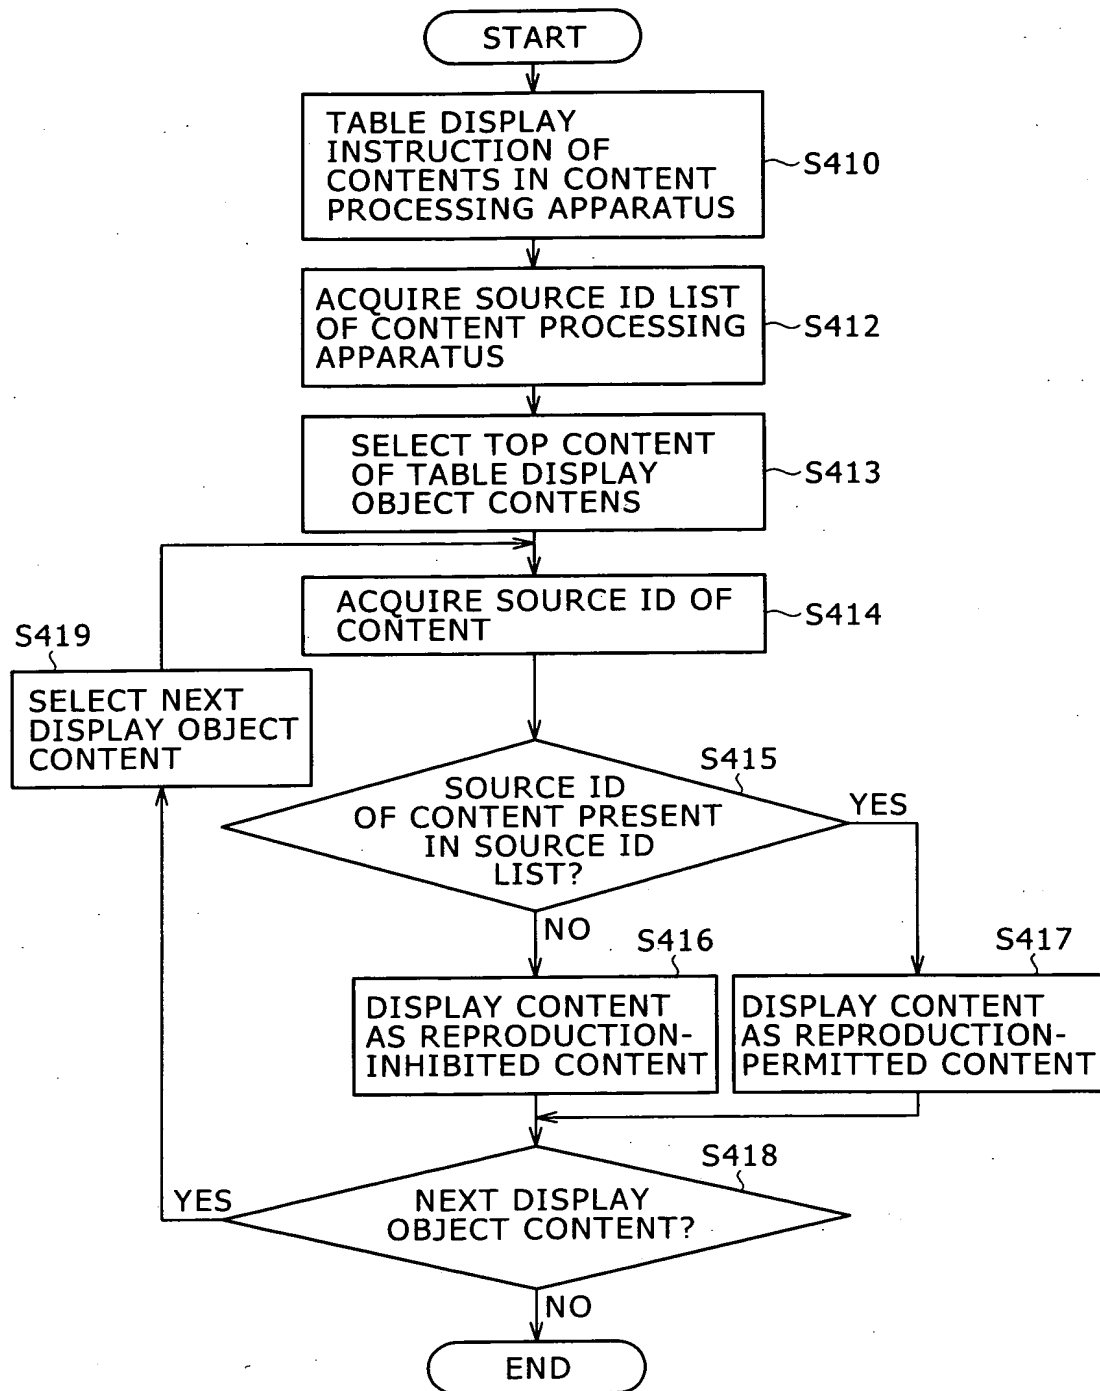 START
TABLE DISPLAY
INSTRUCTION OF
CONTENTS IN CONTENT
PROCESSING APPARATUS
S410
ACQUIRE SOURCE ID LIST
OF CONTENT PROCESSING
APPARATUS
S412
SELECT TOP CONTENT
OF TABLE DISPLAY
OBJECT CONTENS
S413
ACQUIRE SOURCE ID OF
CONTENT
S414
S419
SELECT NEXT
DISPLAY OBJECT
CONTENT
S415
SOURCE ID
OF CONTENT PRESENT
IN SOURCE ID
LIST?
YES
NO
S416
DISPLAY CONTENT
AS REPRODUCTION-
INHIBITED CONTENT
S417
DISPLAY CONTENT
AS REPRODUCTION-
PERMITTED CONTENT
S418
NEXT DISPLAY
OBJECT CONTENT?
YES
NO
END